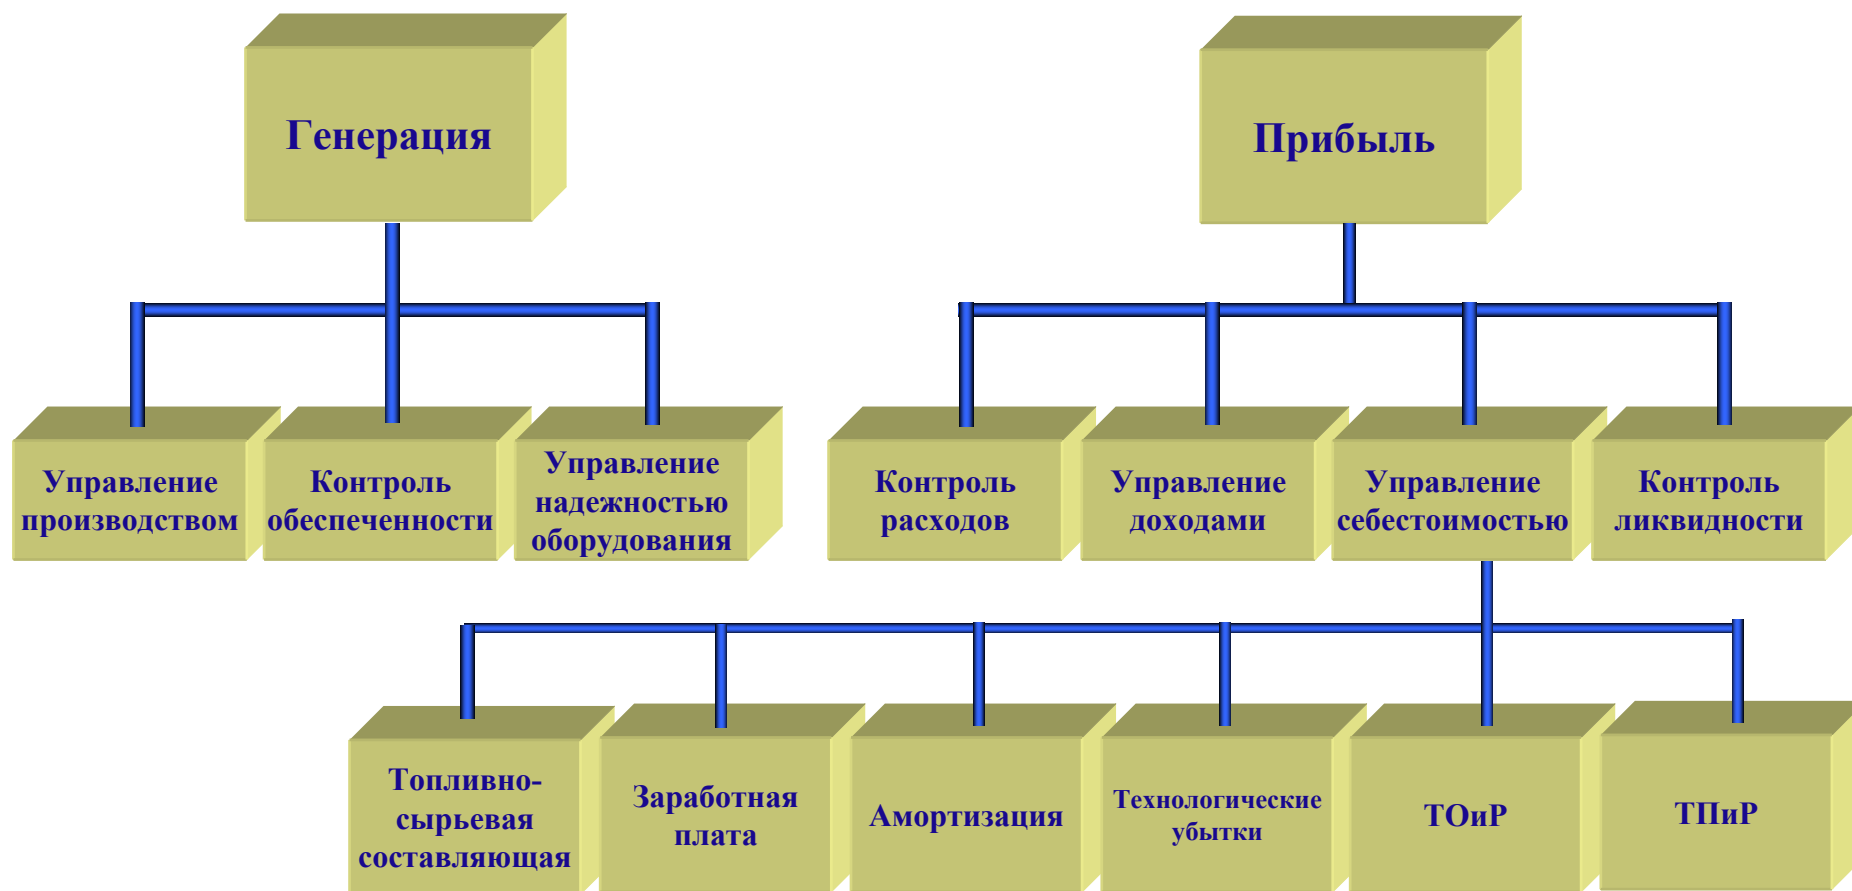 Генерация
Прибыль
Управление
производством
Контроль
обеспеченности
Управление
надежностью
оборудования
Контроль
расходов
Управление
доходами
Управление
себестоимостью
Контроль
ликвидности
Топливно-
сырьевая
составляющая
Заработная
плата
Амортизация
Технологические
убытки
ТОиР
ТПиР